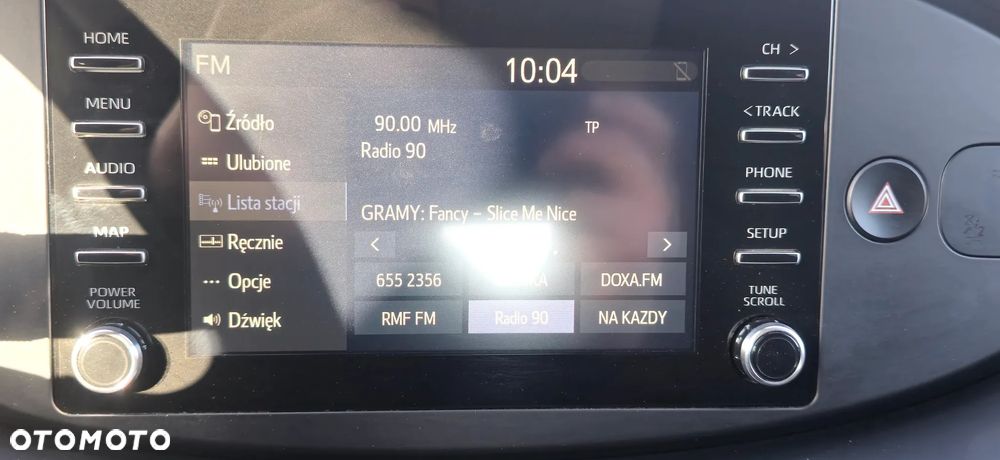 HOME
MENU
AUDIO
MAP
POWER
VOLUME
FM
10:04
Źródło
Ulubione
Lista stacji
Ręcznie
Opcje
Dźwięk
90.00 MHz
TP
Radio 90
GRAMY: Fancy – Slice Me Nice
<
>
655 2356
DOXA.FM
RMF FM
Radio 90
NA KAZDY
CH >
< TRACK
PHONE
SETUP
TUNE
SCROLL
OTOMOTO